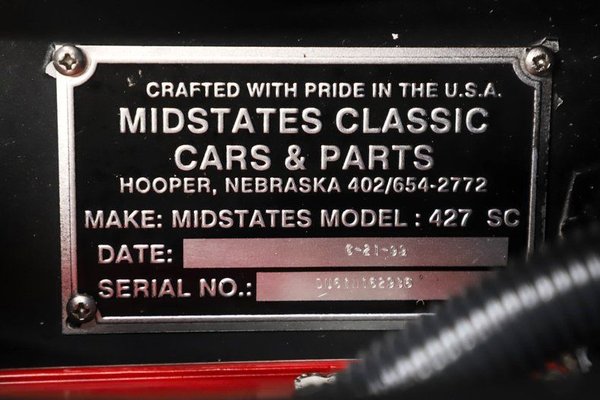 CRAFTED WITH PRIDE IN THE U.S.A.
MIDSTATES CLASSIC
CARS & PARTS
HOOPER, NEBRASKA 402/654-2772
MAKE: MIDSTATES MODEL : 427 SC
DATE:
SERIAL NO.: